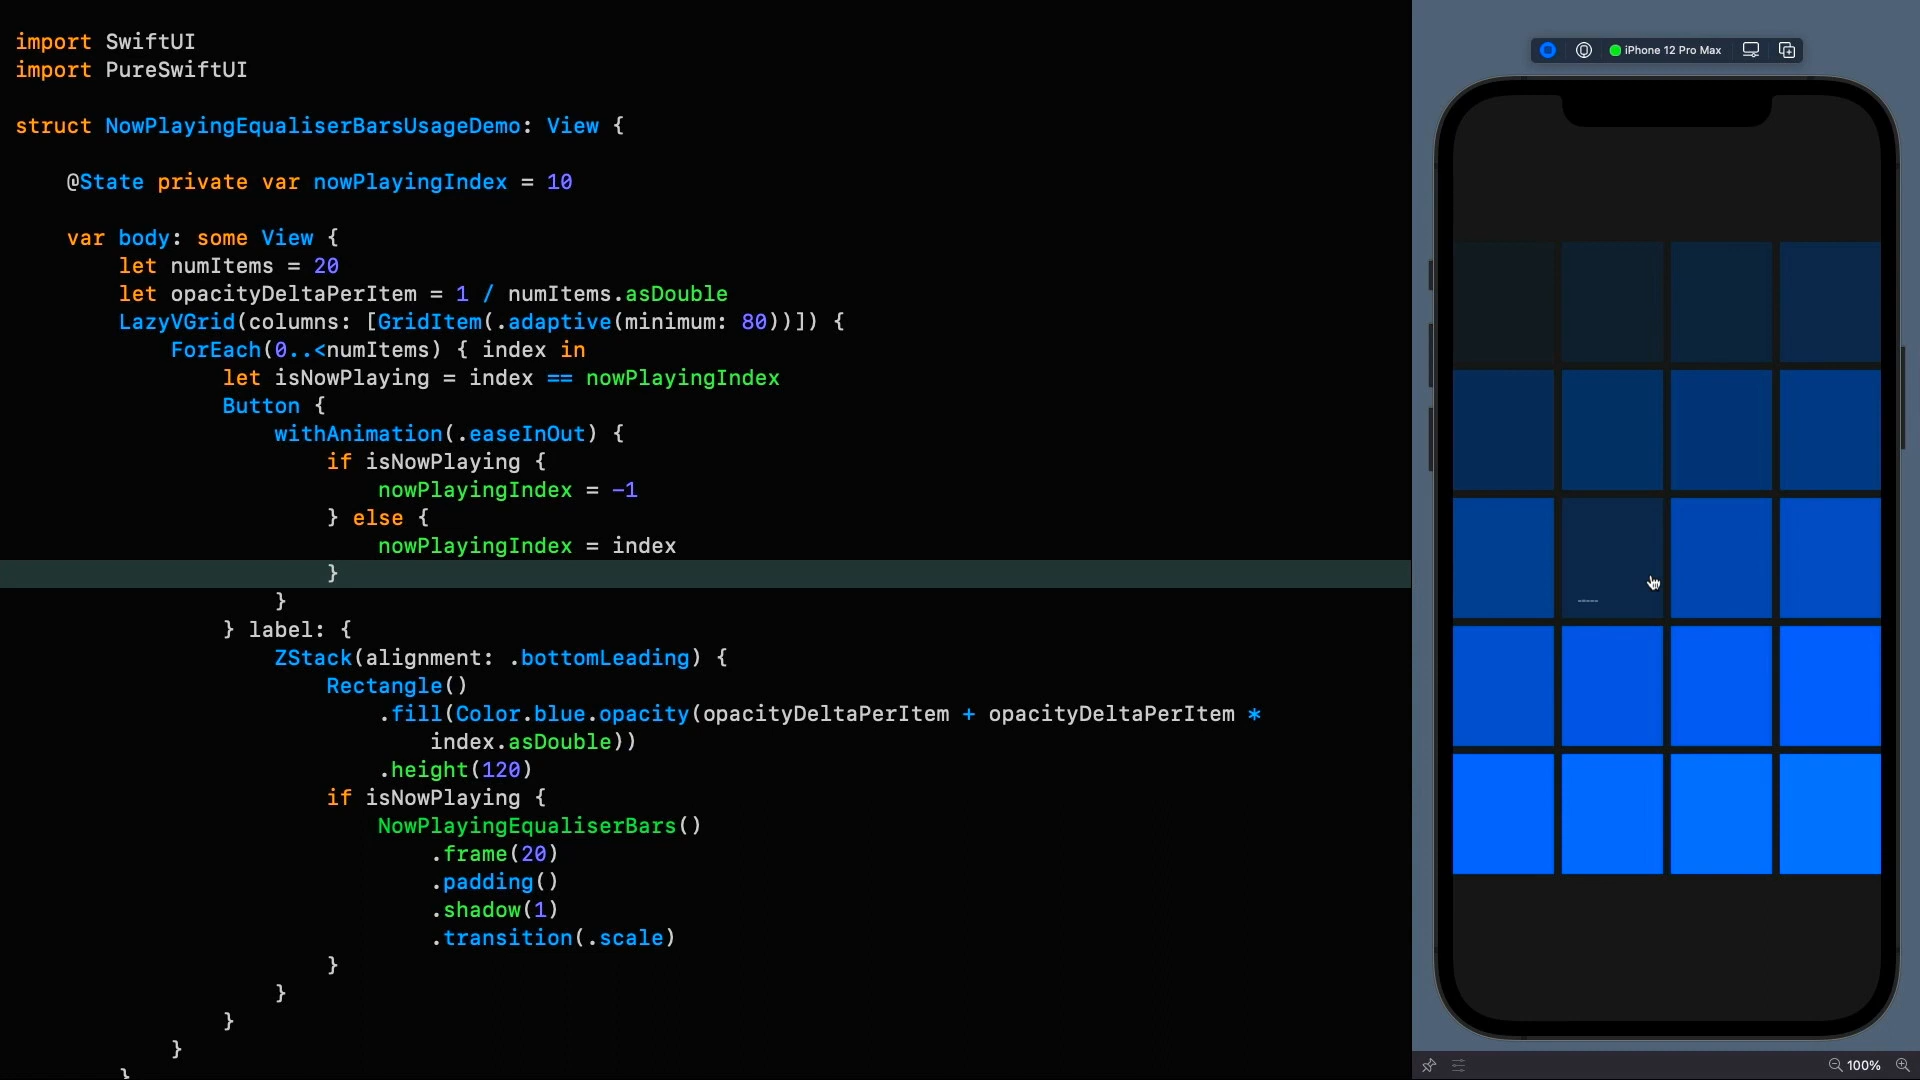 import SwiftUI
import PureSwiftUI
struct NowPlayingEqualiserBarsUsageDemo: View {
@State private var nowPlayingIndex = 10
var body: some View {
let numItems = 20
let opacityDeltaPerItem = 1 / numItems.asDouble
LazyVGrid(columns: [GridItem(.adaptive(minimum: 80))]) {
ForEach(0..<numItems) { index in
let isNowPlaying = index == nowPlayingIndex
Button {
withAnimation(.easeInOut) {
if isNowPlaying {
nowPlayingIndex = -1
} else {
nowPlayingIndex = index
}
}
} label: {
ZStack(alignment: .bottomLeading) {
Rectangle()
.fill(Color.blue.opacity(opacityDeltaPerItem + opacityDeltaPerItem *
index.asDouble))
.height(120)
if isNowPlaying {
NowPlayingEqualiserBars()
.frame(20)
.padding()
.shadow(1)
.transition(.scale)
}
}
}
}
}
iPhone 12 Pro Max
100%